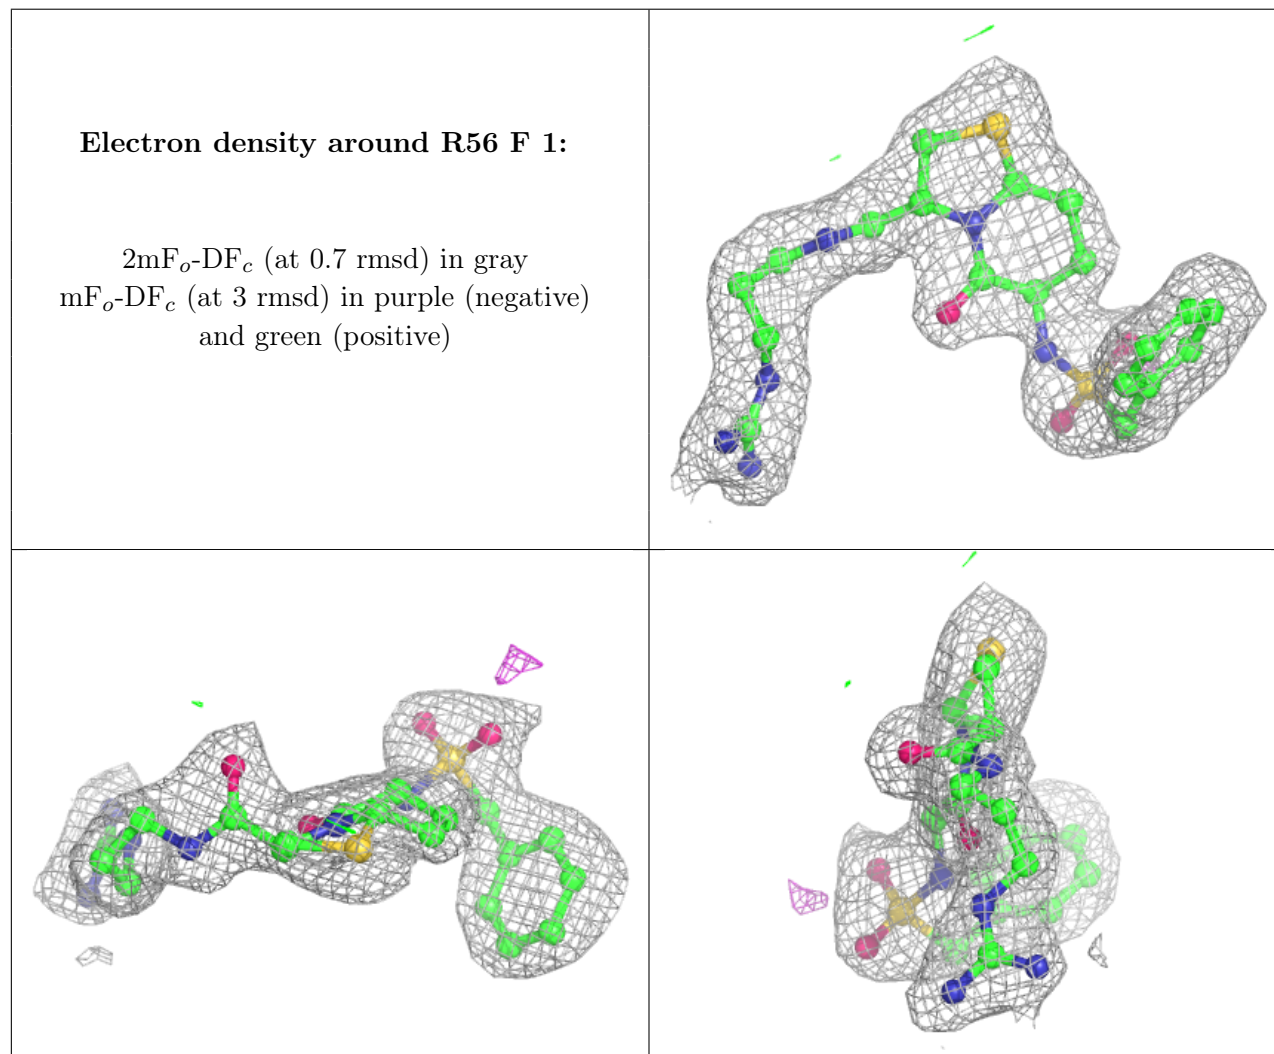 Electron density around R56 F 1:
2mFo-DFc (at 0.7 rmsd) in gray
mFo-DFc (at 3 rmsd) in purple (negative)
and green (positive)